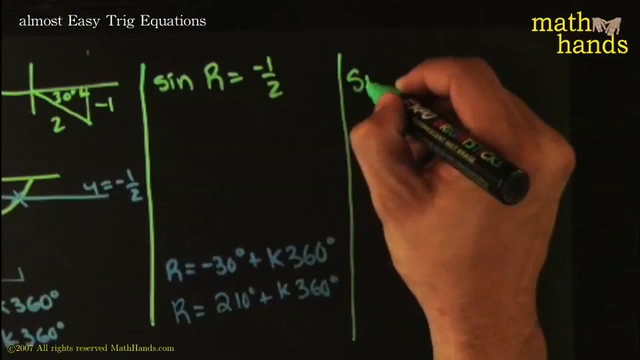 almost Easy Trig Equations
math
hands
30°
-1
2
y = -1/2
k360°
k360°
sin R = -1/2
R = -30° + K360°
R = 210° + K360°
©2007 All rights reserved MathHands.com